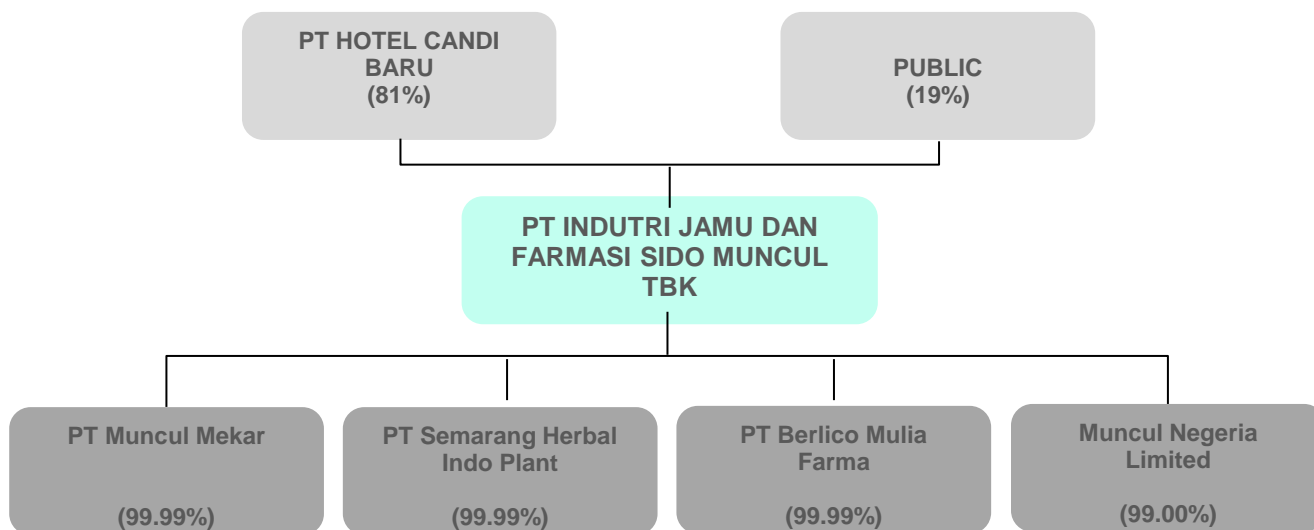 PT HOTEL CANDI
BARU
(81%)
PUBLIC
(19%)
PT INDUTRI JAMU DAN
FARMASI SIDO MUNCUL
TBK
PT Muncul Mekar
(99.99%)
PT Semarang Herbal
Indo Plant
(99.99%)
PT Berlico Mulia
Farma
(99.99%)
Muncul Negeria
Limited
(99.00%)